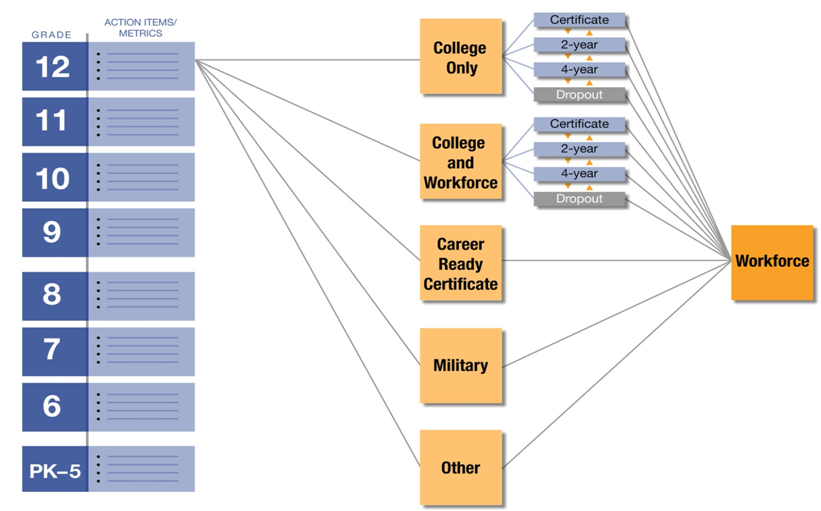 GRADE
ACTION ITEMS/
METRICS
12
11
10
9
8
7
6
PK–5
College
Only
Certificate
2-year
4-year
Dropout
College
and
Workforce
Certificate
2-year
4-year
Dropout
Career
Ready
Certificate
Military
Other
Workforce